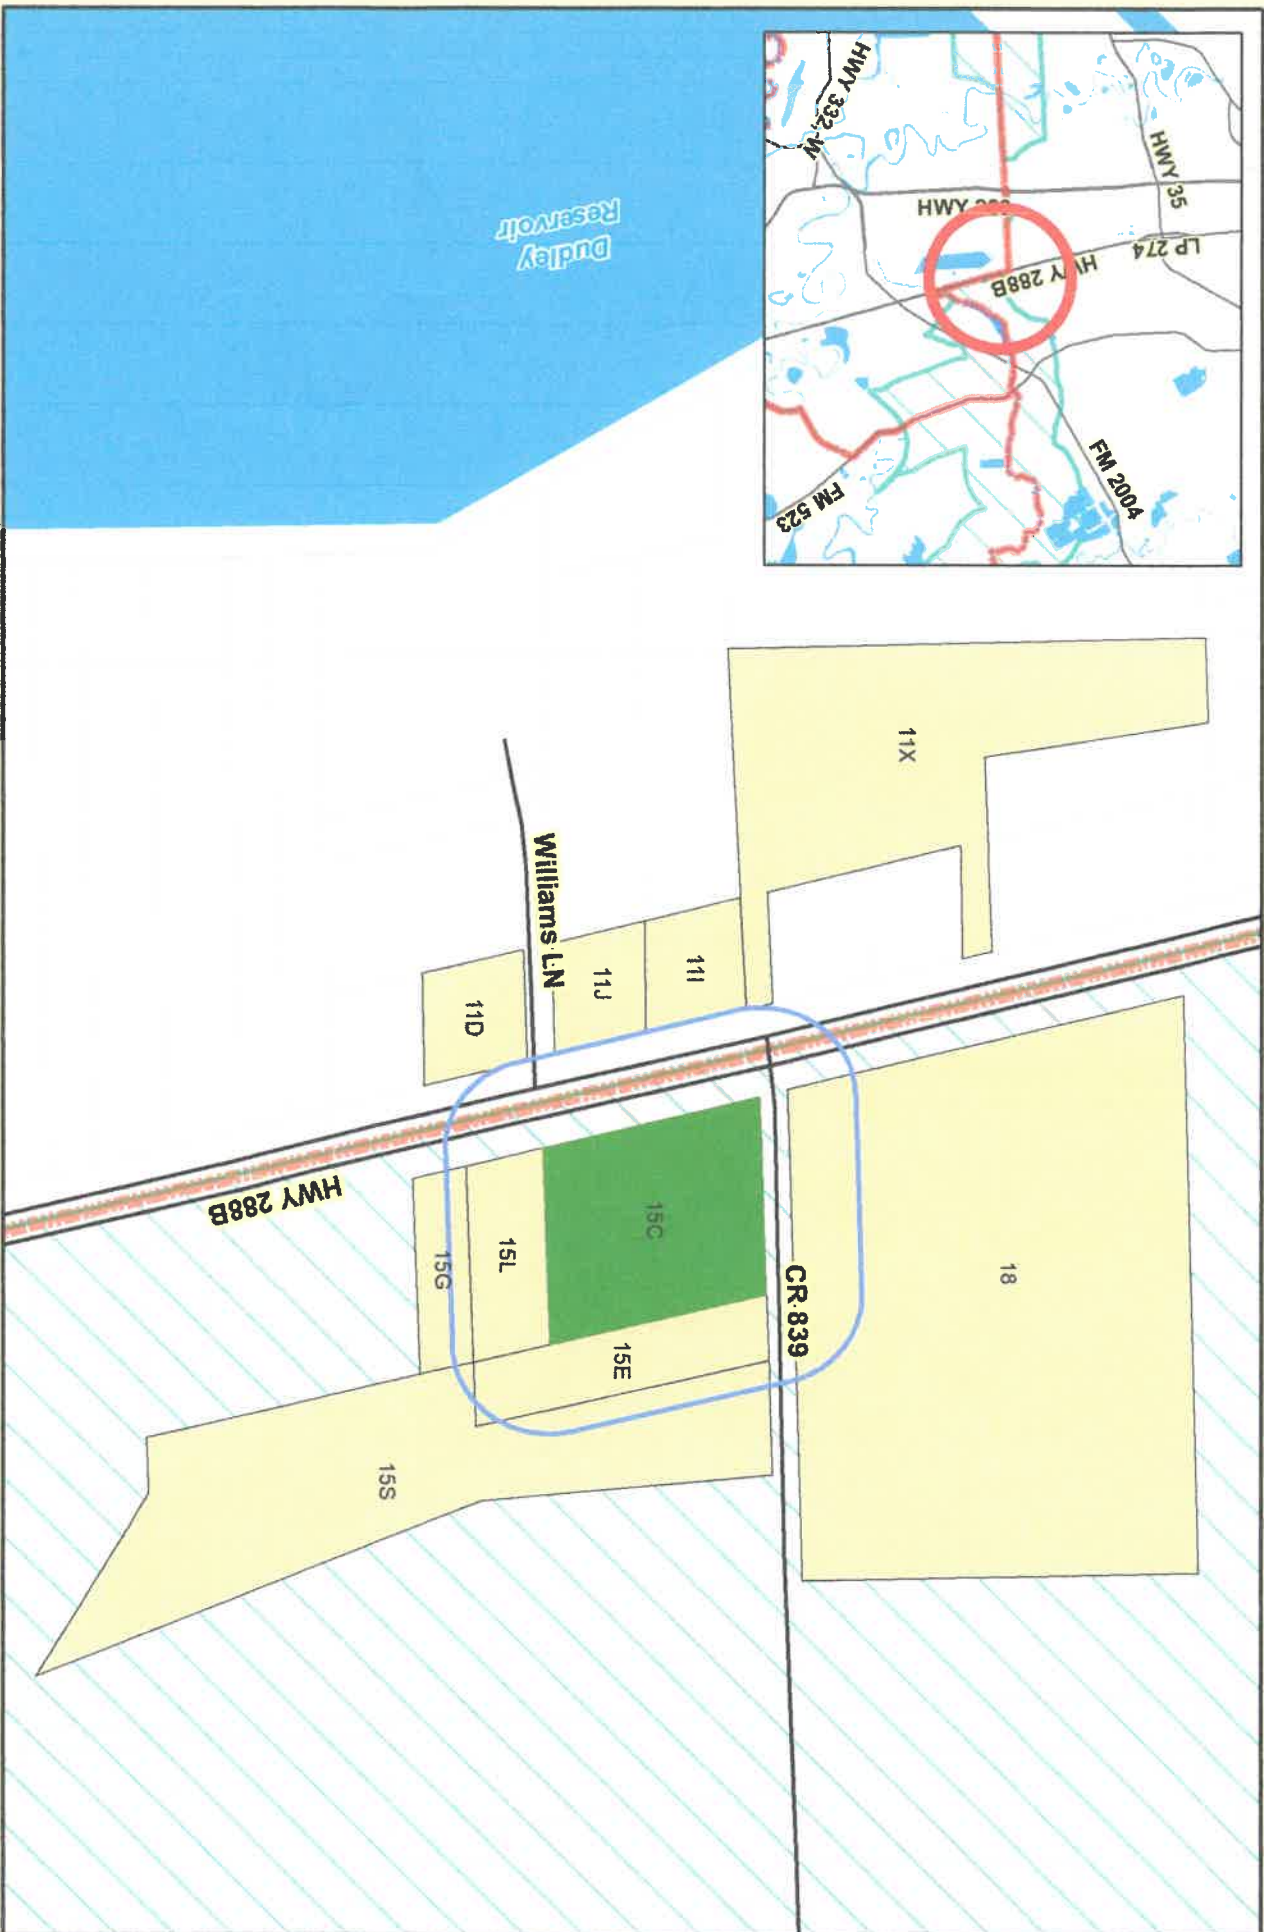 HWY 332-W
HWY 35
HWY
LP 274
HWY 288B
FM 2004
FM 523
Dudley
Reservoir
11X
Williams LN
11I
11J
11D
HWY 288B
18
15C
CR 839
15L
15G
15E
15S